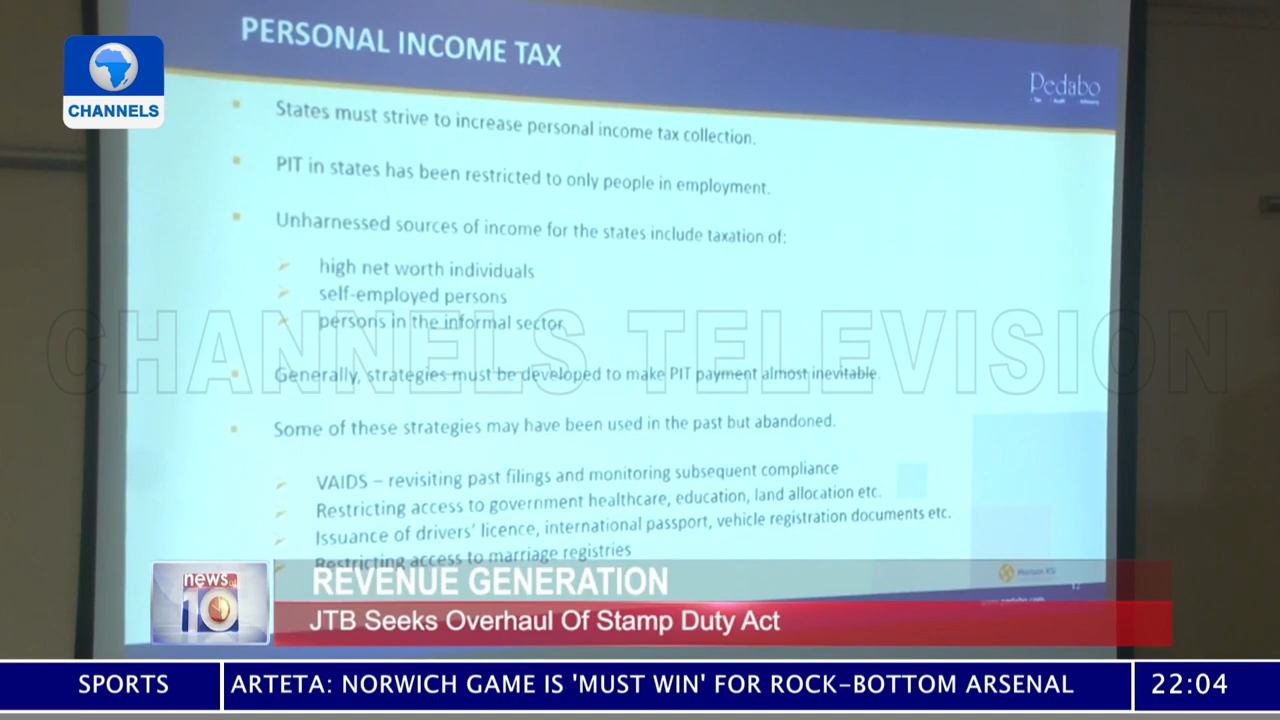 PERSONAL INCOME TAX
CHANNELS
Pedabo
States must strive to increase personal income tax collection.
PIT in states has been restricted to only people in employment.
Unharnessed sources of income for the states include taxation of:
high net worth individuals
self-employed persons
persons in the informal sector
CHANNELS TELEVISION
Generally, strategies must be developed to make PIT payment almost inevitable.
Some of these strategies may have been used in the past but abandoned.
VAIDS – revisiting past filings and monitoring subsequent compliance
Restricting access to government healthcare, education, land allocation etc.
Issuance of drivers' licence, international passport, vehicle registration documents etc.
Restricting access to marriage registries
news at
10
REVENUE GENERATION
JTB Seeks Overhaul Of Stamp Duty Act
SPORTS
ARTETA: NORWICH GAME IS 'MUST WIN' FOR ROCK-BOTTOM ARSENAL
22:04